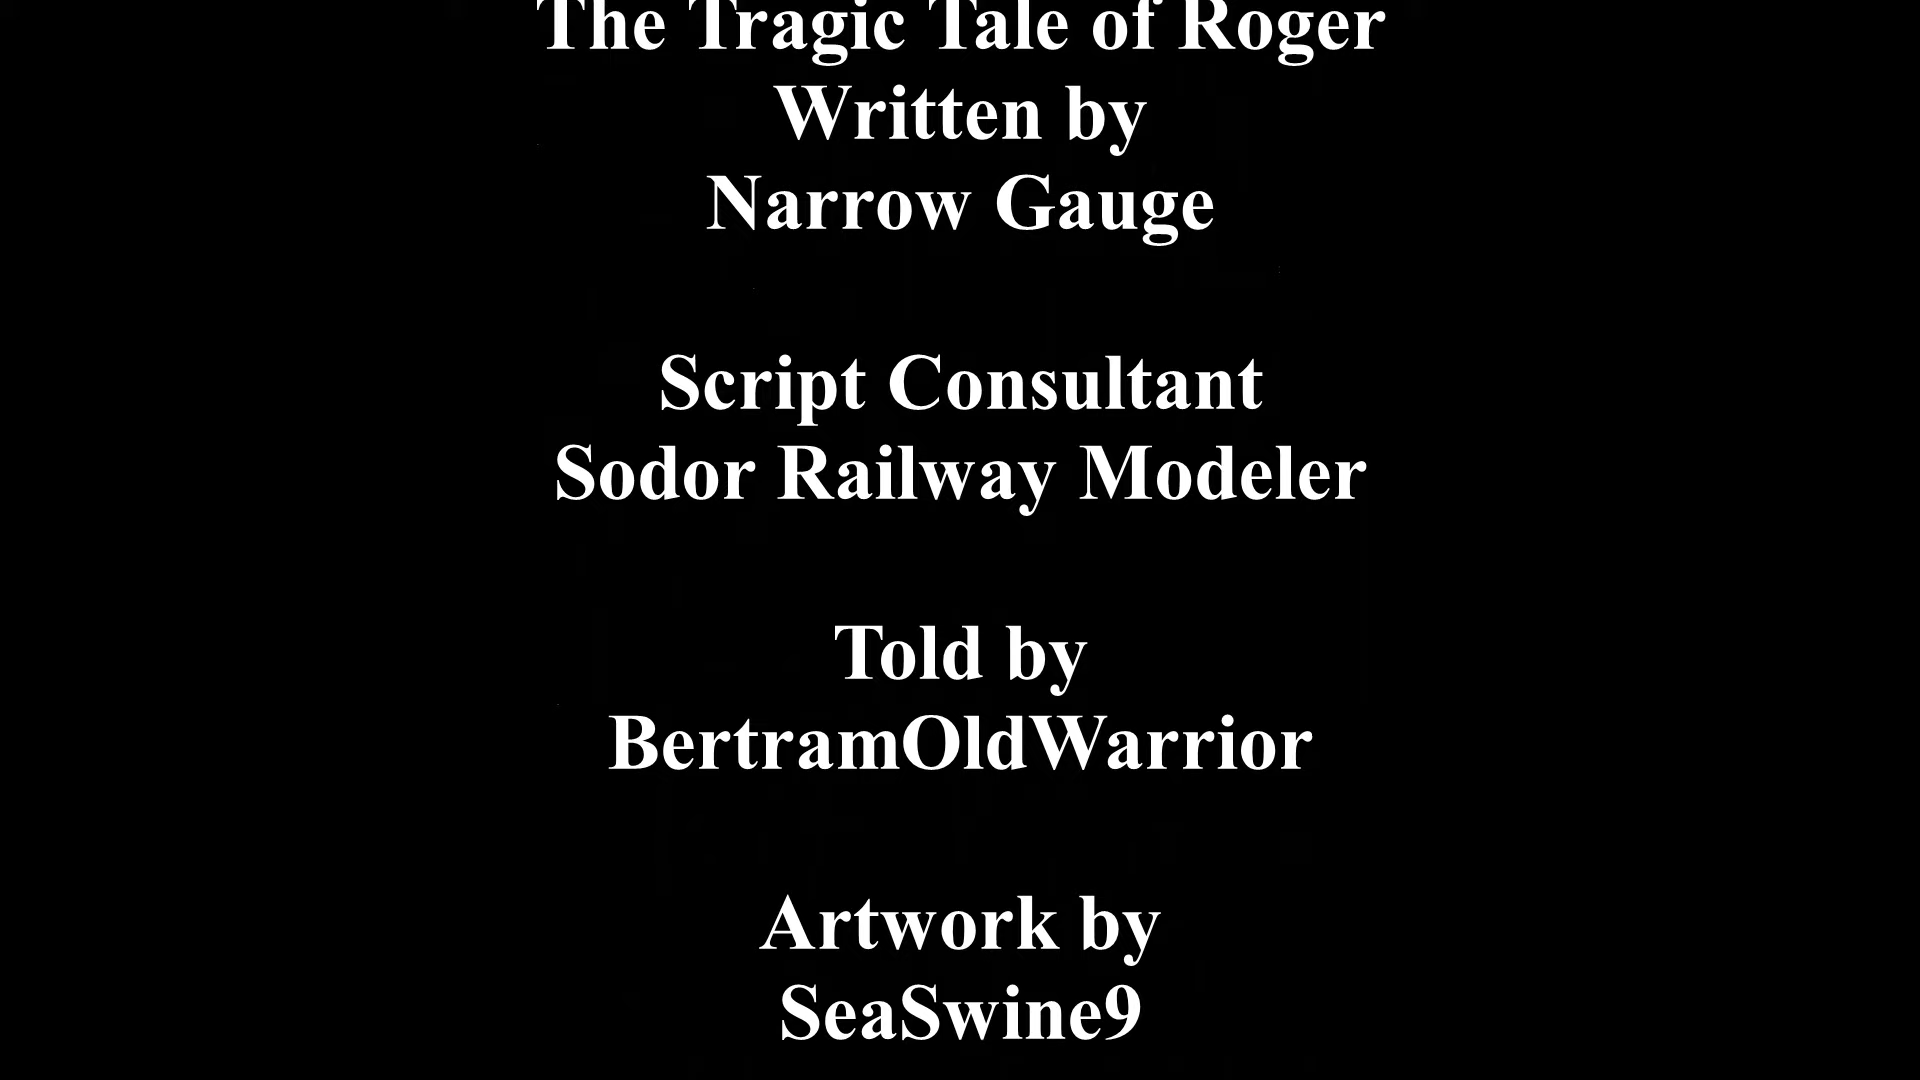 The Tragic Tale of Roger
Written by
Narrow Gauge
Script Consultant
Sodor Railway Modeler
Told by
BertramOldWarrior
Artwork by
SeaSwine9